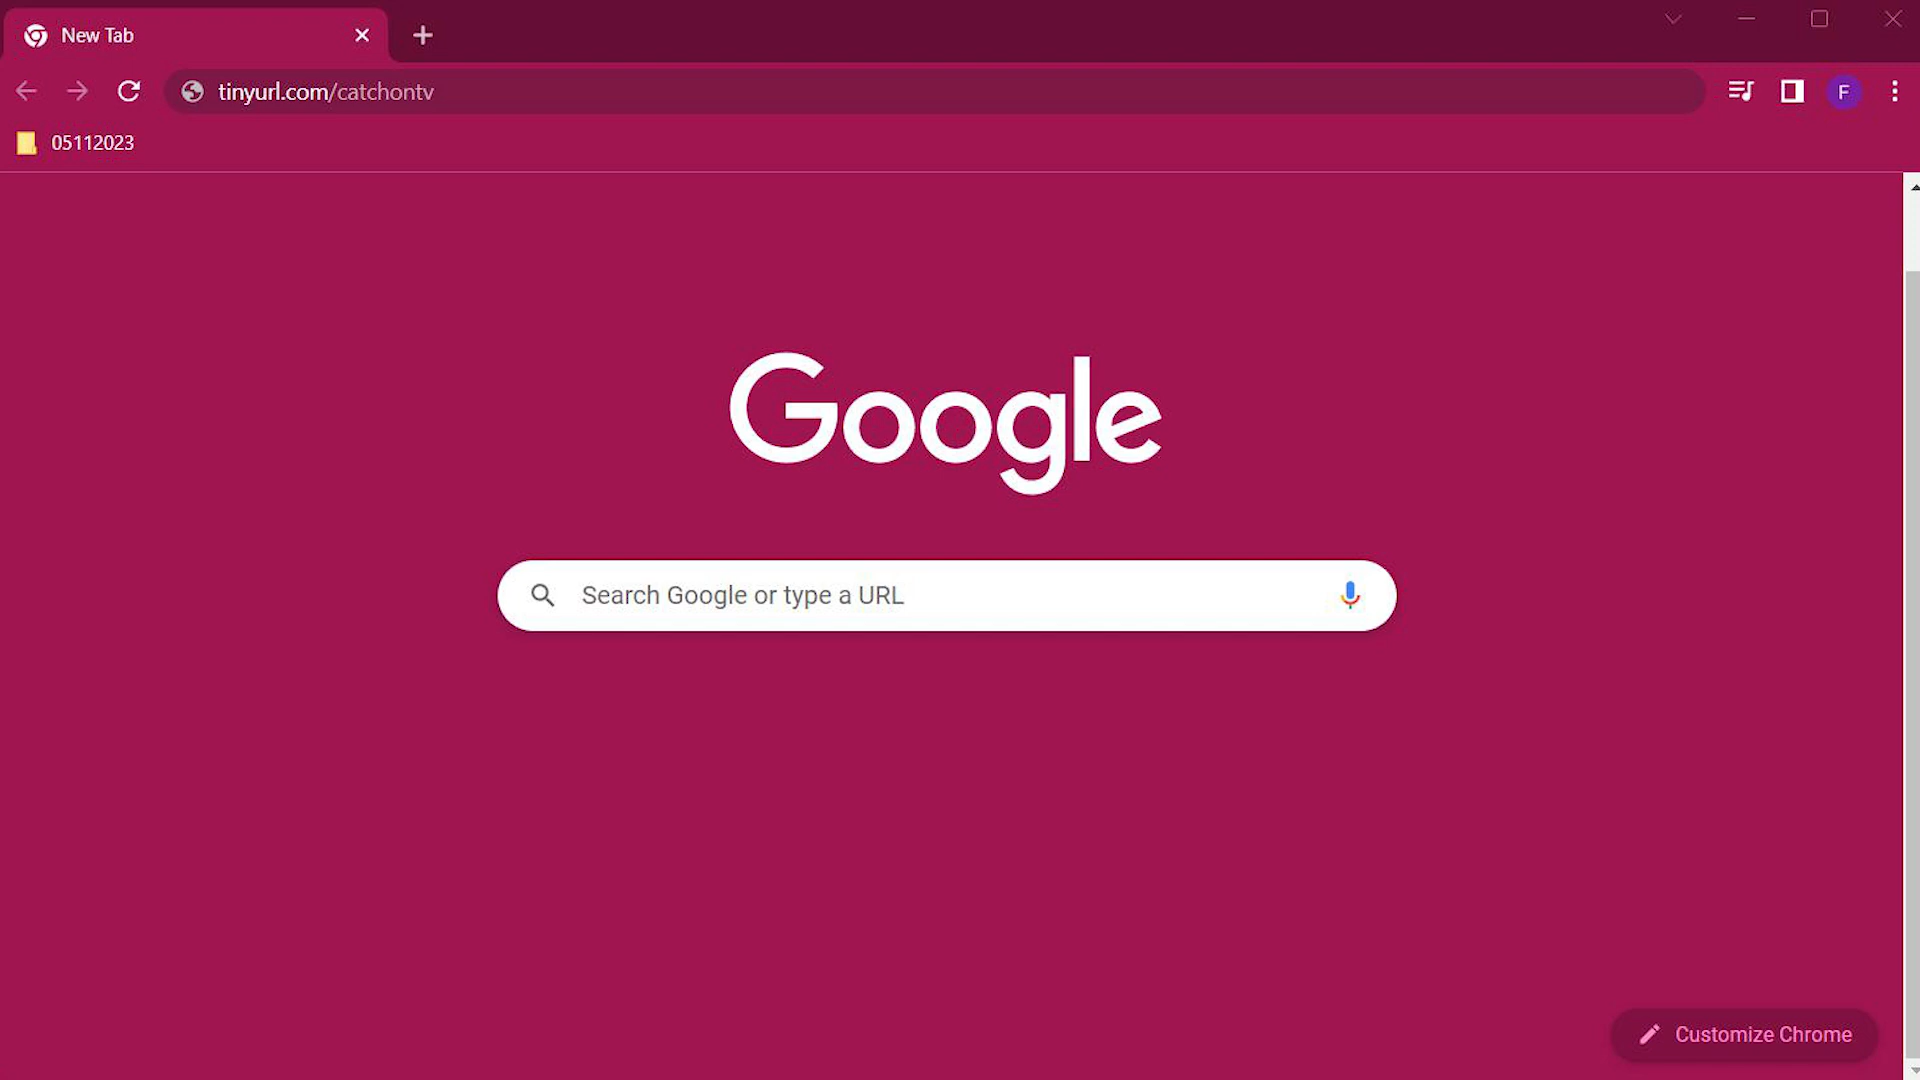 New Tab
tinyurl.com/catchontv
F
05112023
Google
Search Google or type a URL
Customize Chrome